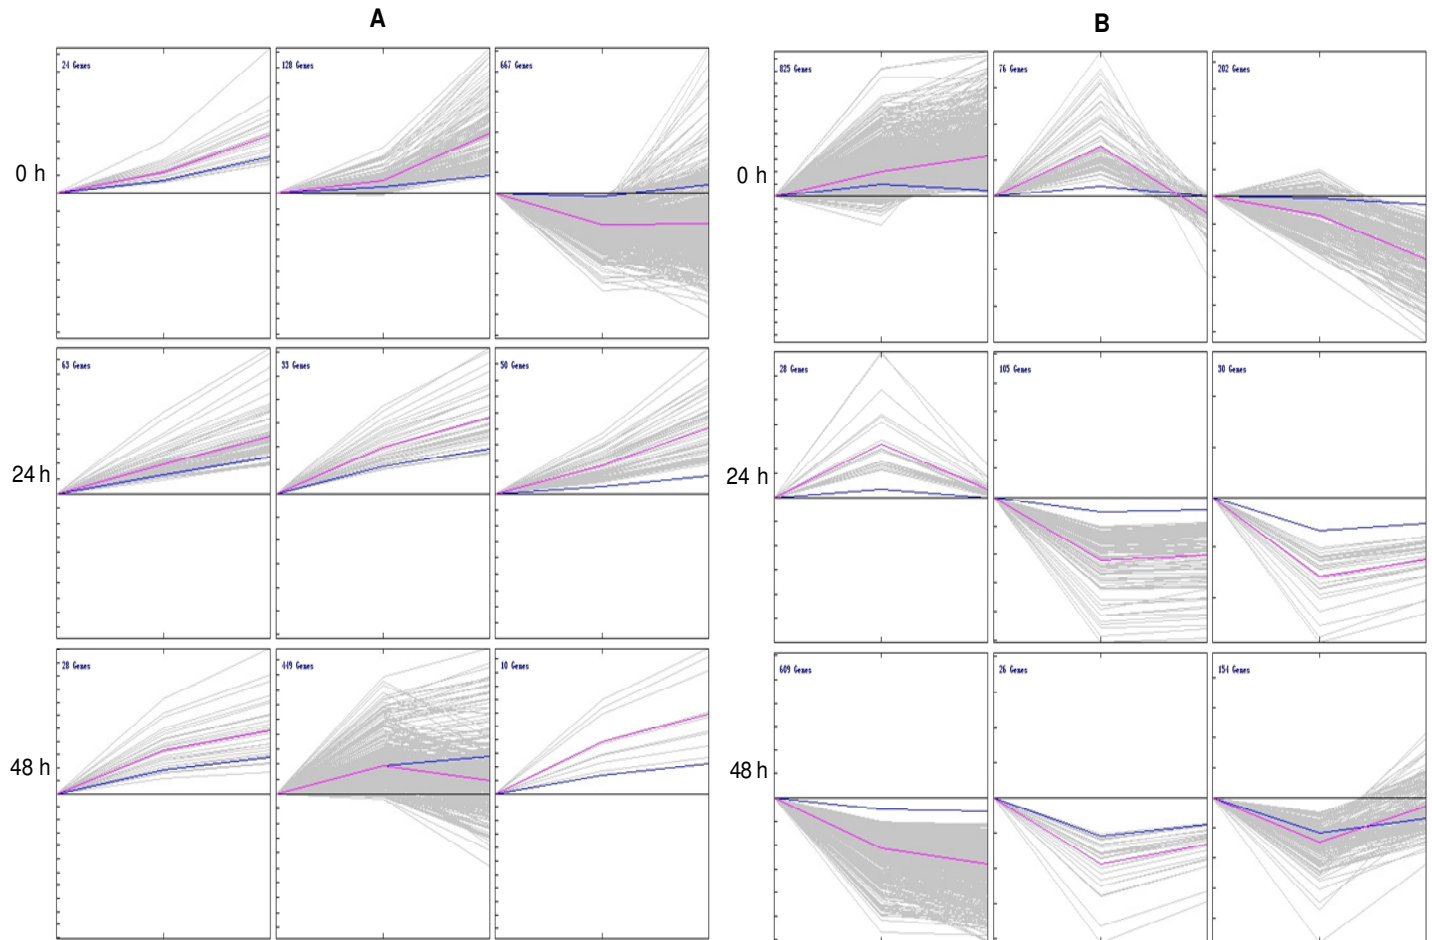 A
B
24 Genes
128 Genes
667 Genes
825 Genes
76 Genes
202 Genes
0 h
0 h
63 Genes
33 Genes
50 Genes
28 Genes
105 Genes
30 Genes
24 h
24 h
28 Genes
449 Genes
10 Genes
609 Genes
26 Genes
154 Genes
48 h
48 h